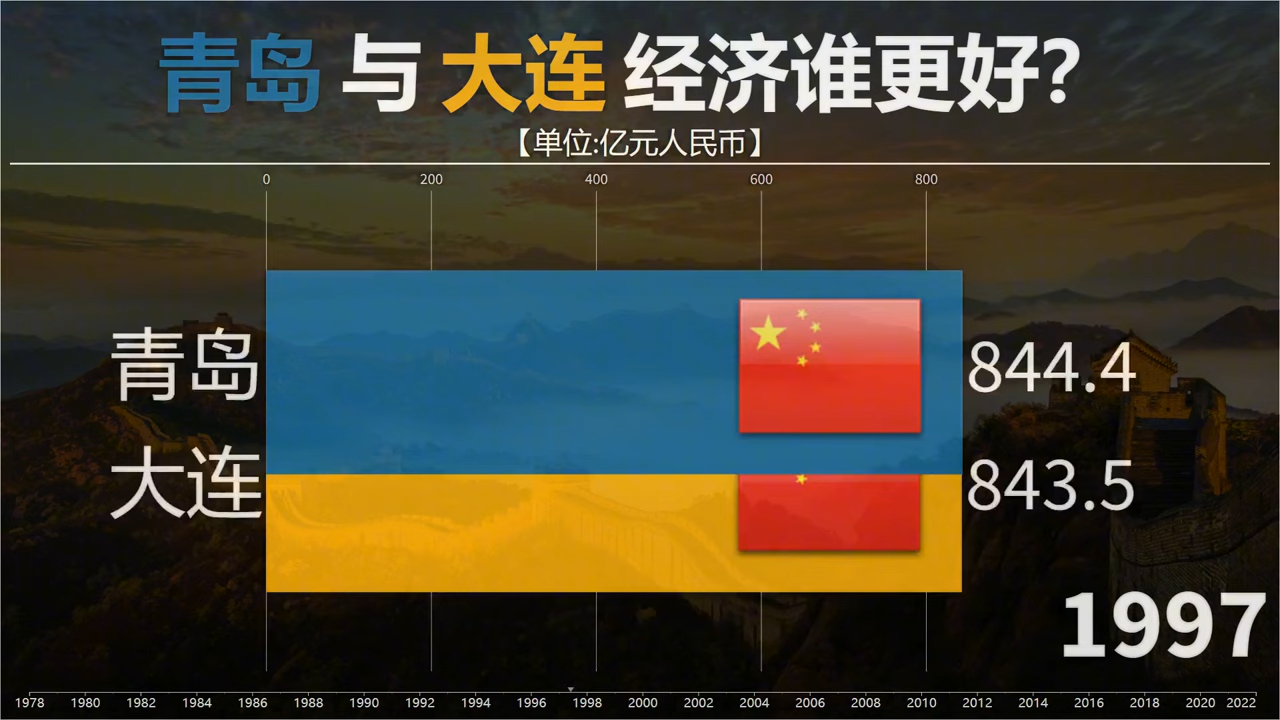 青岛 与 大连 经济谁更好?
【单位:亿元人民币】
0 200 400 600 800
青岛 844.4
大连 843.5
1997
1978 1980 1982 1984 1986 1988 1990 1992 1994 1996 1998 2000 2002 2004 2006 2008 2010 2012 2014 2016 2018 2020 2022